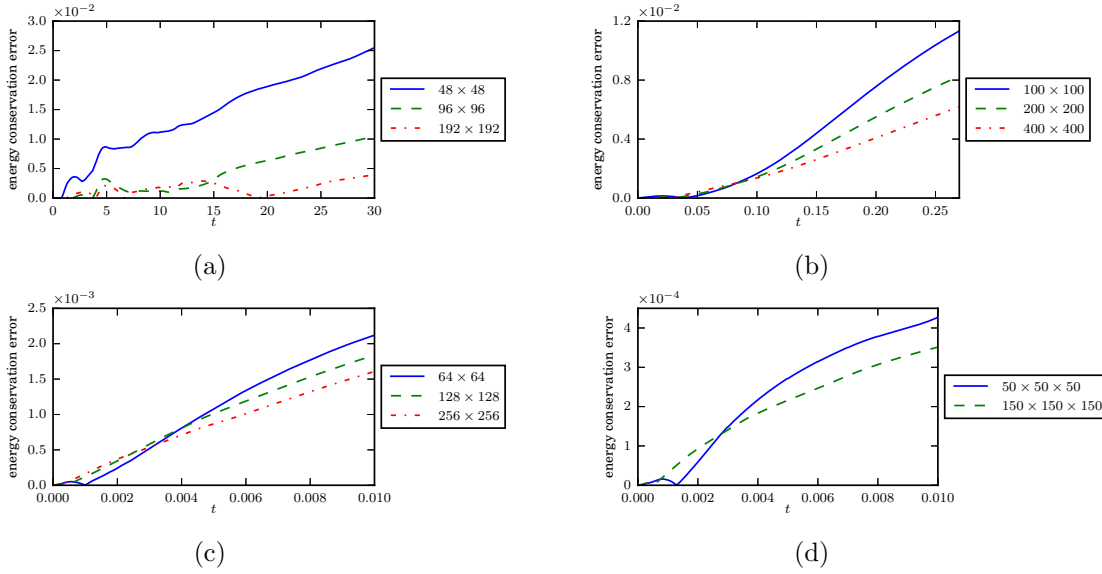 ×10⁻²
3.0
2.5
2.0
1.5
1.0
0.5
0.0
energy conservation error
0 5 10 15 20 25 30
t
48 × 48
96 × 96
192 × 192
(a)
×10⁻²
1.2
0.8
0.4
0.0
energy conservation error
0.00 0.05 0.10 0.15 0.20 0.25
t
100 × 100
200 × 200
400 × 400
(b)
×10⁻³
2.5
2.0
1.5
1.0
0.5
0.0
energy conservation error
0.000 0.002 0.004 0.006 0.008 0.010
t
64 × 64
128 × 128
256 × 256
(c)
×10⁻⁴
4
3
2
1
0
energy conservation error
0.000 0.002 0.004 0.006 0.008 0.010
t
50 × 50 × 50
150 × 150 × 150
(d)